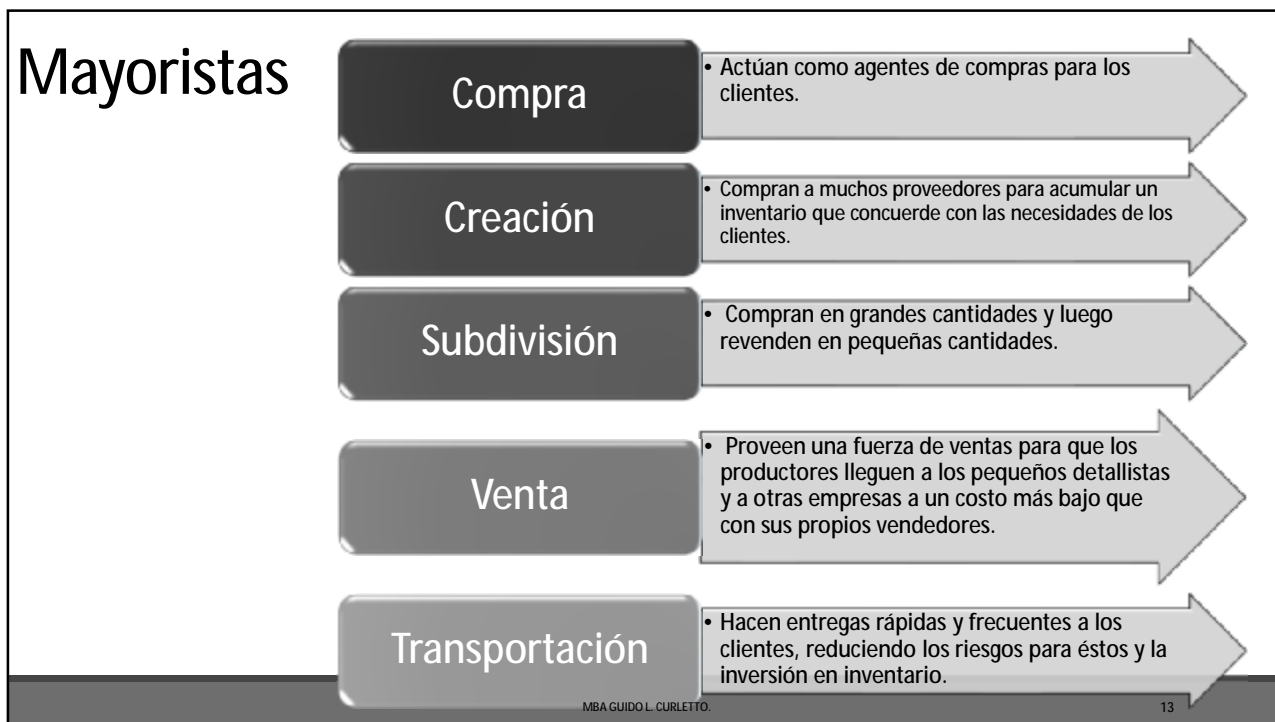 Mayoristas
Compra
• Actúan como agentes de compras para los
clientes.
Creación
• Compran a muchos proveedores para acumular un
inventario que concuerde con las necesidades de los
clientes.
Subdivisión
• Compran en grandes cantidades y luego
revenden en pequeñas cantidades.
Venta
• Proveen una fuerza de ventas para que los
productores lleguen a los pequeños detallistas
y a otras empresas a un costo más bajo que
con sus propios vendedores.
Transportación
• Hacen entregas rápidas y frecuentes a los
clientes, reduciendo los riesgos para éstos y la
inversión en inventario.
MBA GUIDO L. CURLETTO.
13